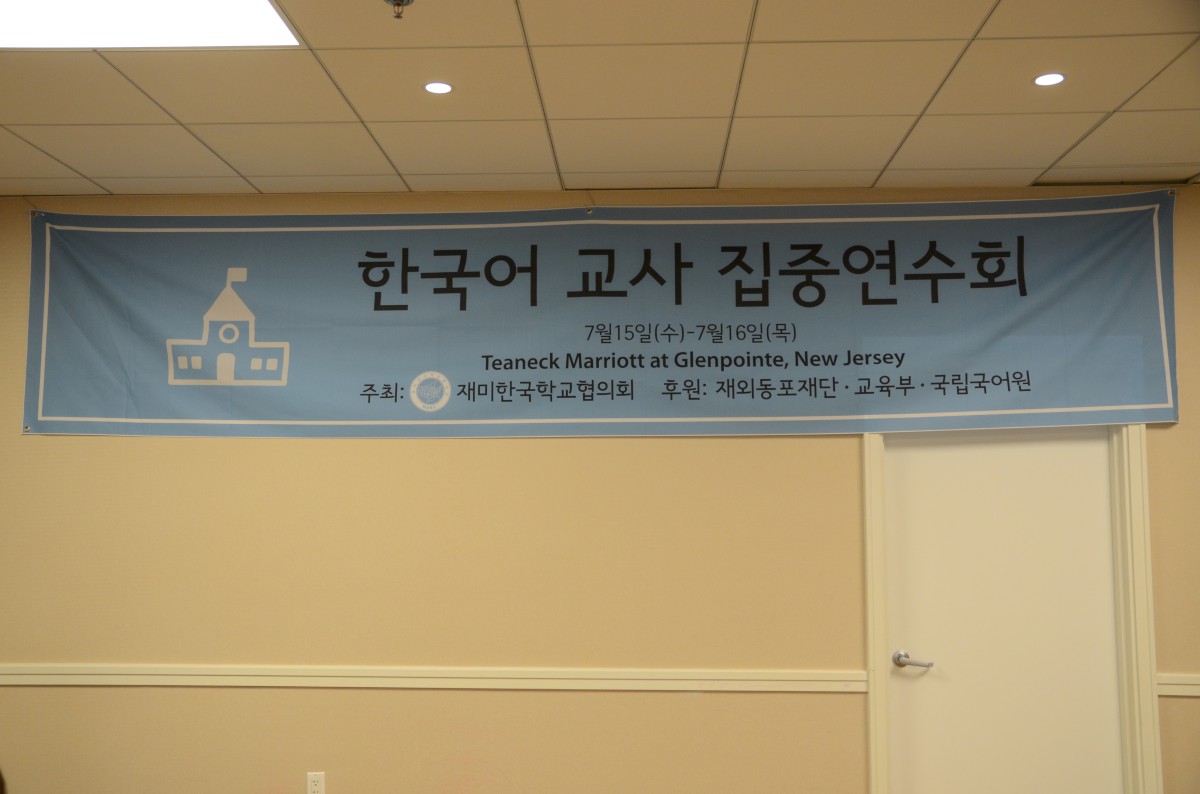 한국어 교사 집중연수회
7월15일(수)-7월16일(목)
Teaneck Marriott at Glenpointe, New Jersey
주최: 재미한국학교협의회 후원: 재외동포재단 · 교육부 · 국립국어원